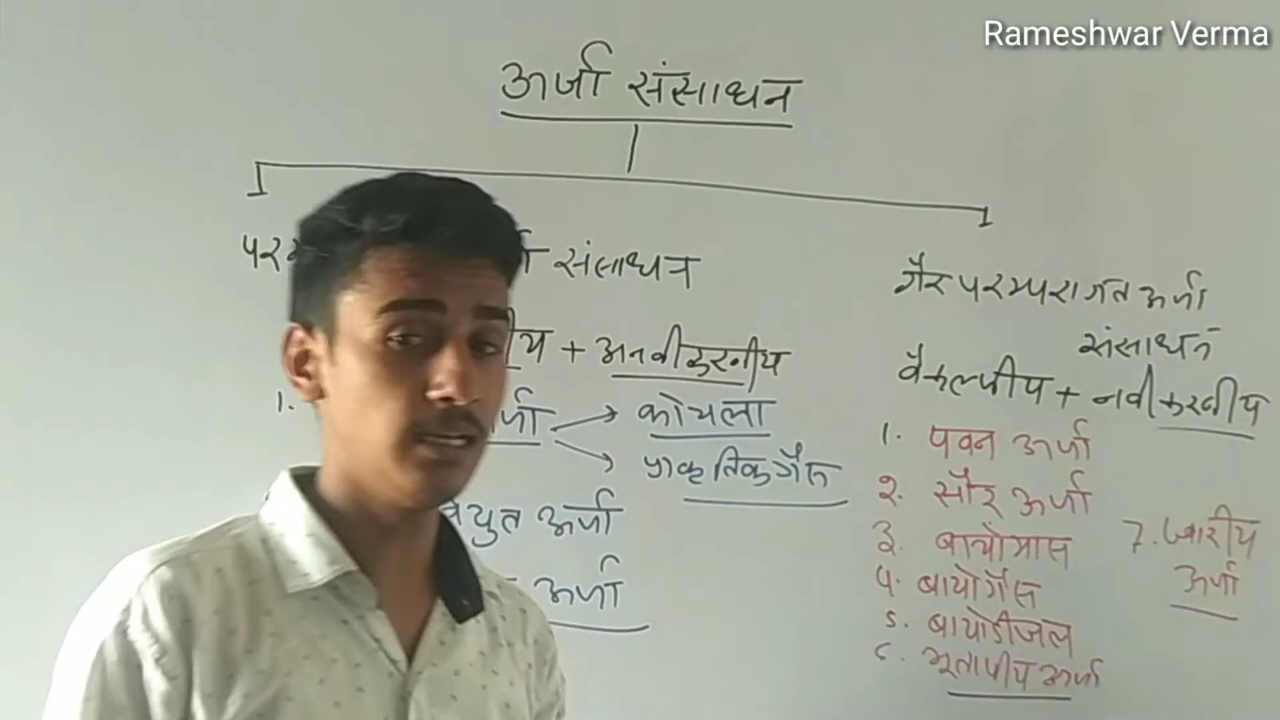 Rameshwar Verma
ऊर्जा संसाधन
संसाधन
गैर परम्परागत ऊर्जा
संसाधन
+ अनवीकरणीय
वैकल्पीय + नवीकरणीय
1.
कोयला
प्राकृतिक गैस
ऊर्जा
ऊर्जा
1. पवन ऊर्जा
2. सौर ऊर्जा
3. बायोमास
4. बायोगैस
5. बायोडीजल
6. भूतापीय ऊर्जा
7. ज्वारीय
ऊर्जा